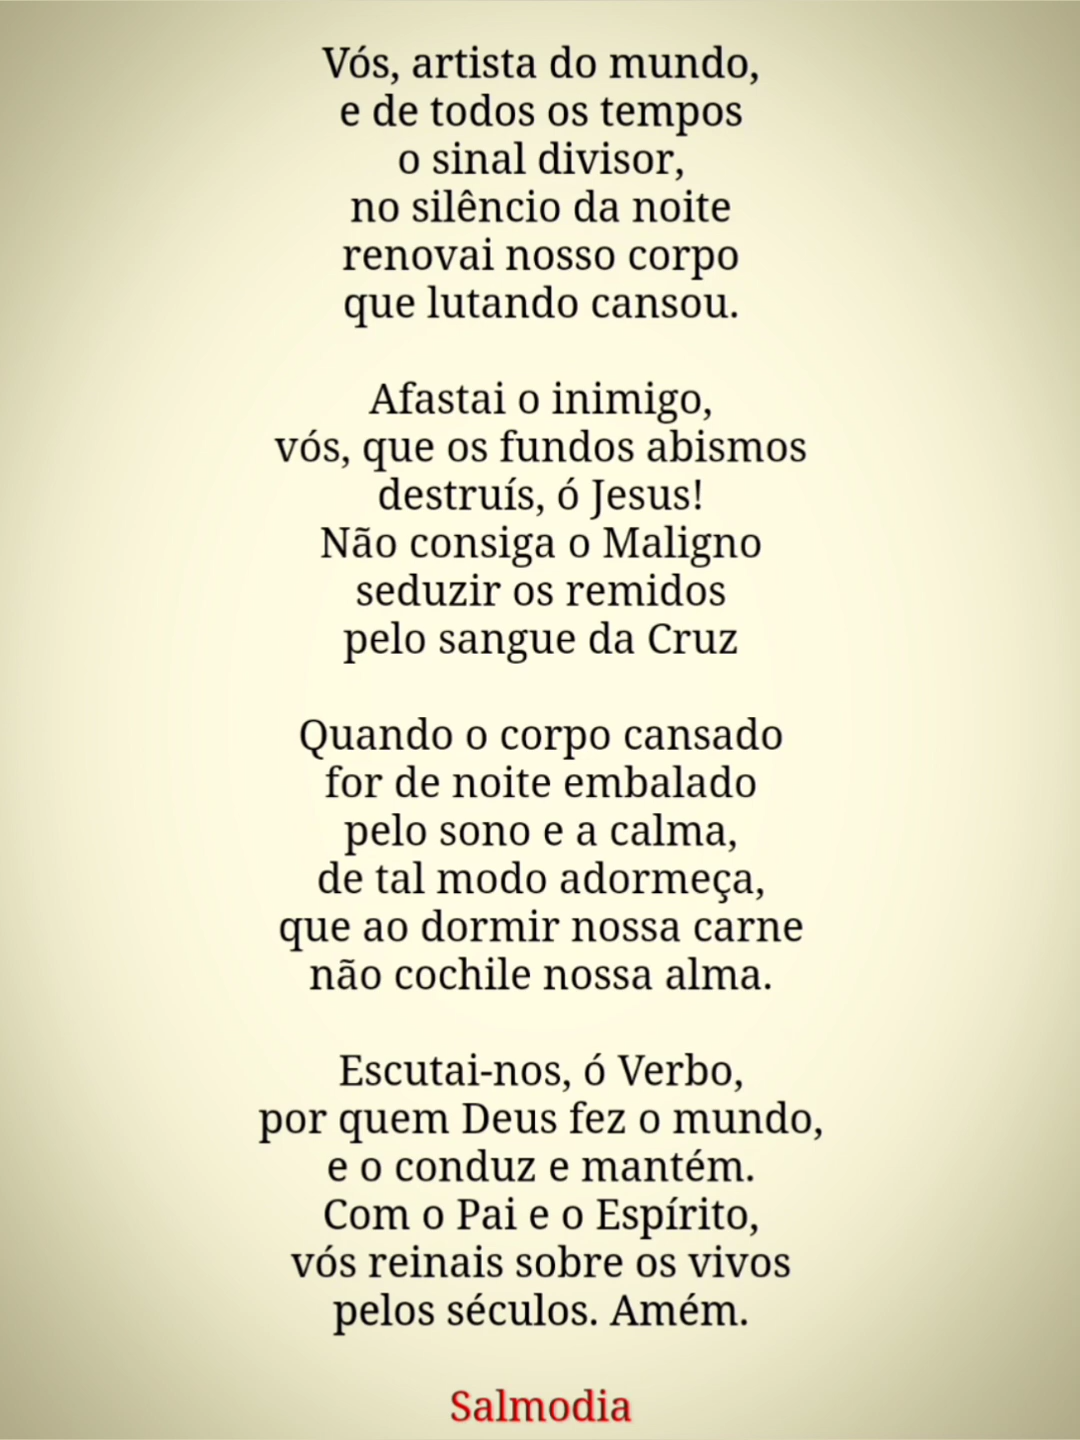 Vós, artista do mundo,
e de todos os tempos
o sinal divisor,
no silêncio da noite
renovai nosso corpo
que lutando cansou.
Afastai o inimigo,
vós, que os fundos abismos
destruís, ó Jesus!
Não consiga o Maligno
seduzir os remidos
pelo sangue da Cruz
Quando o corpo cansado
for de noite embalado
pelo sono e a calma,
de tal modo adormeça,
que ao dormir nossa carne
não cochile nossa alma.
Escutai-nos, ó Verbo,
por quem Deus fez o mundo,
e o conduz e mantém.
Com o Pai e o Espírito,
vós reinais sobre os vivos
pelos séculos. Amém.
Salmodia